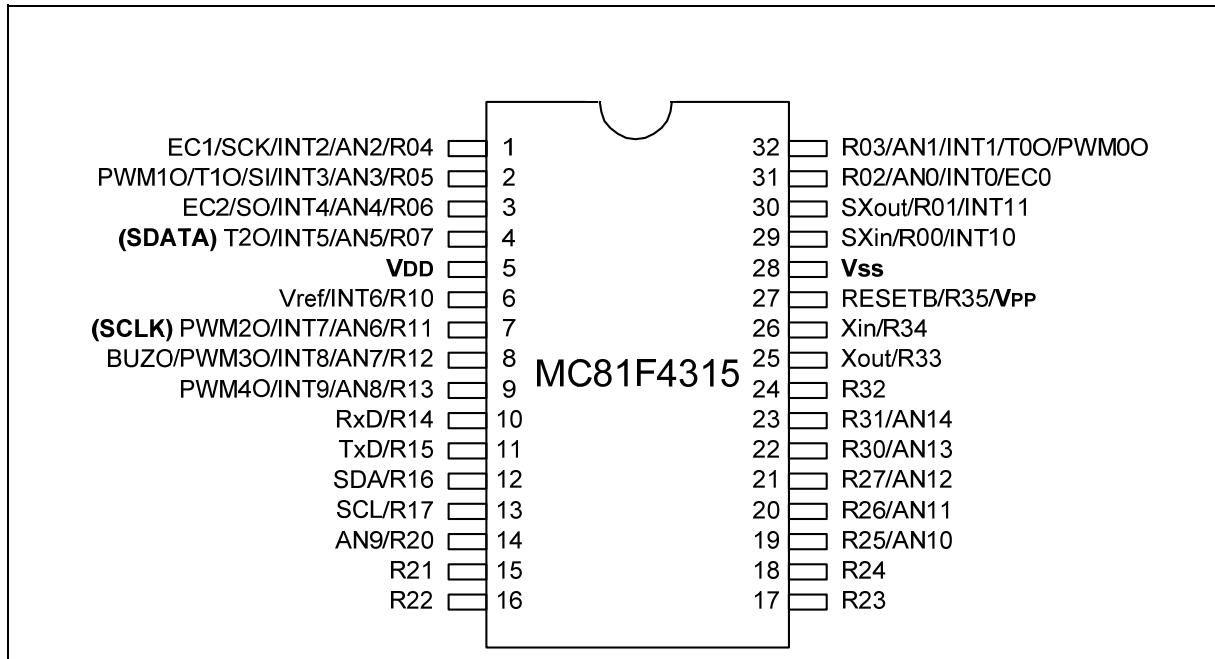 EC1/SCK/INT2/AN2/R04 1
PWM1O/T1O/SI/INT3/AN3/R05 2
EC2/SO/INT4/AN4/R06 3
(SDATA) T2O/INT5/AN5/R07 4
VDD 5
Vref/INT6/R10 6
(SCLK) PWM2O/INT7/AN6/R11 7
BUZO/PWM3O/INT8/AN7/R12 8
PWM4O/INT9/AN8/R13 9
RxD/R14 10
TxD/R15 11
SDA/R16 12
SCL/R17 13
AN9/R20 14
R21 15
R22 16
MC81F4315
32 R03/AN1/INT1/T0O/PWM0O
31 R02/AN0/INT0/EC0
30 SXout/R01/INT11
29 SXin/R00/INT10
28 Vss
27 RESETB/R35/VPP
26 Xin/R34
25 Xout/R33
24 R32
23 R31/AN14
22 R30/AN13
21 R27/AN12
20 R26/AN11
19 R25/AN10
18 R24
17 R23